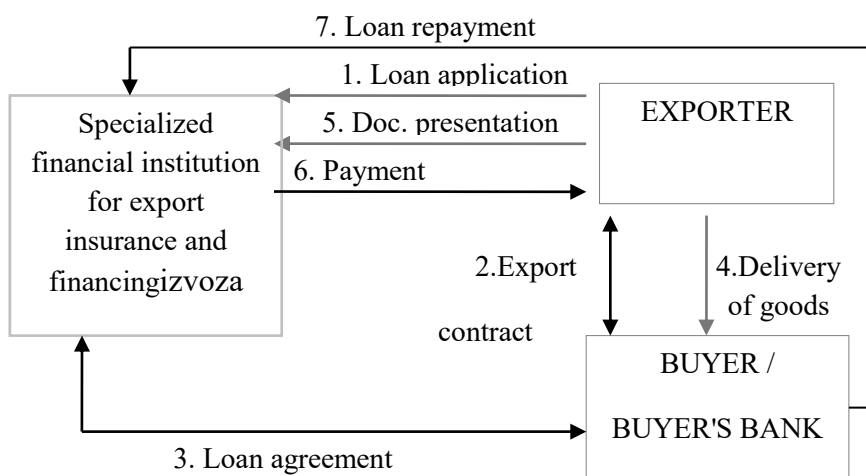 7. Loan repayment
1. Loan application
5. Doc. presentation
6. Payment
Specialized
financial institution
for export
insurance and
financingizvoza
EXPORTER
2.Export
contract
4.Delivery
of goods
BUYER /
BUYER'S BANK
3. Loan agreement